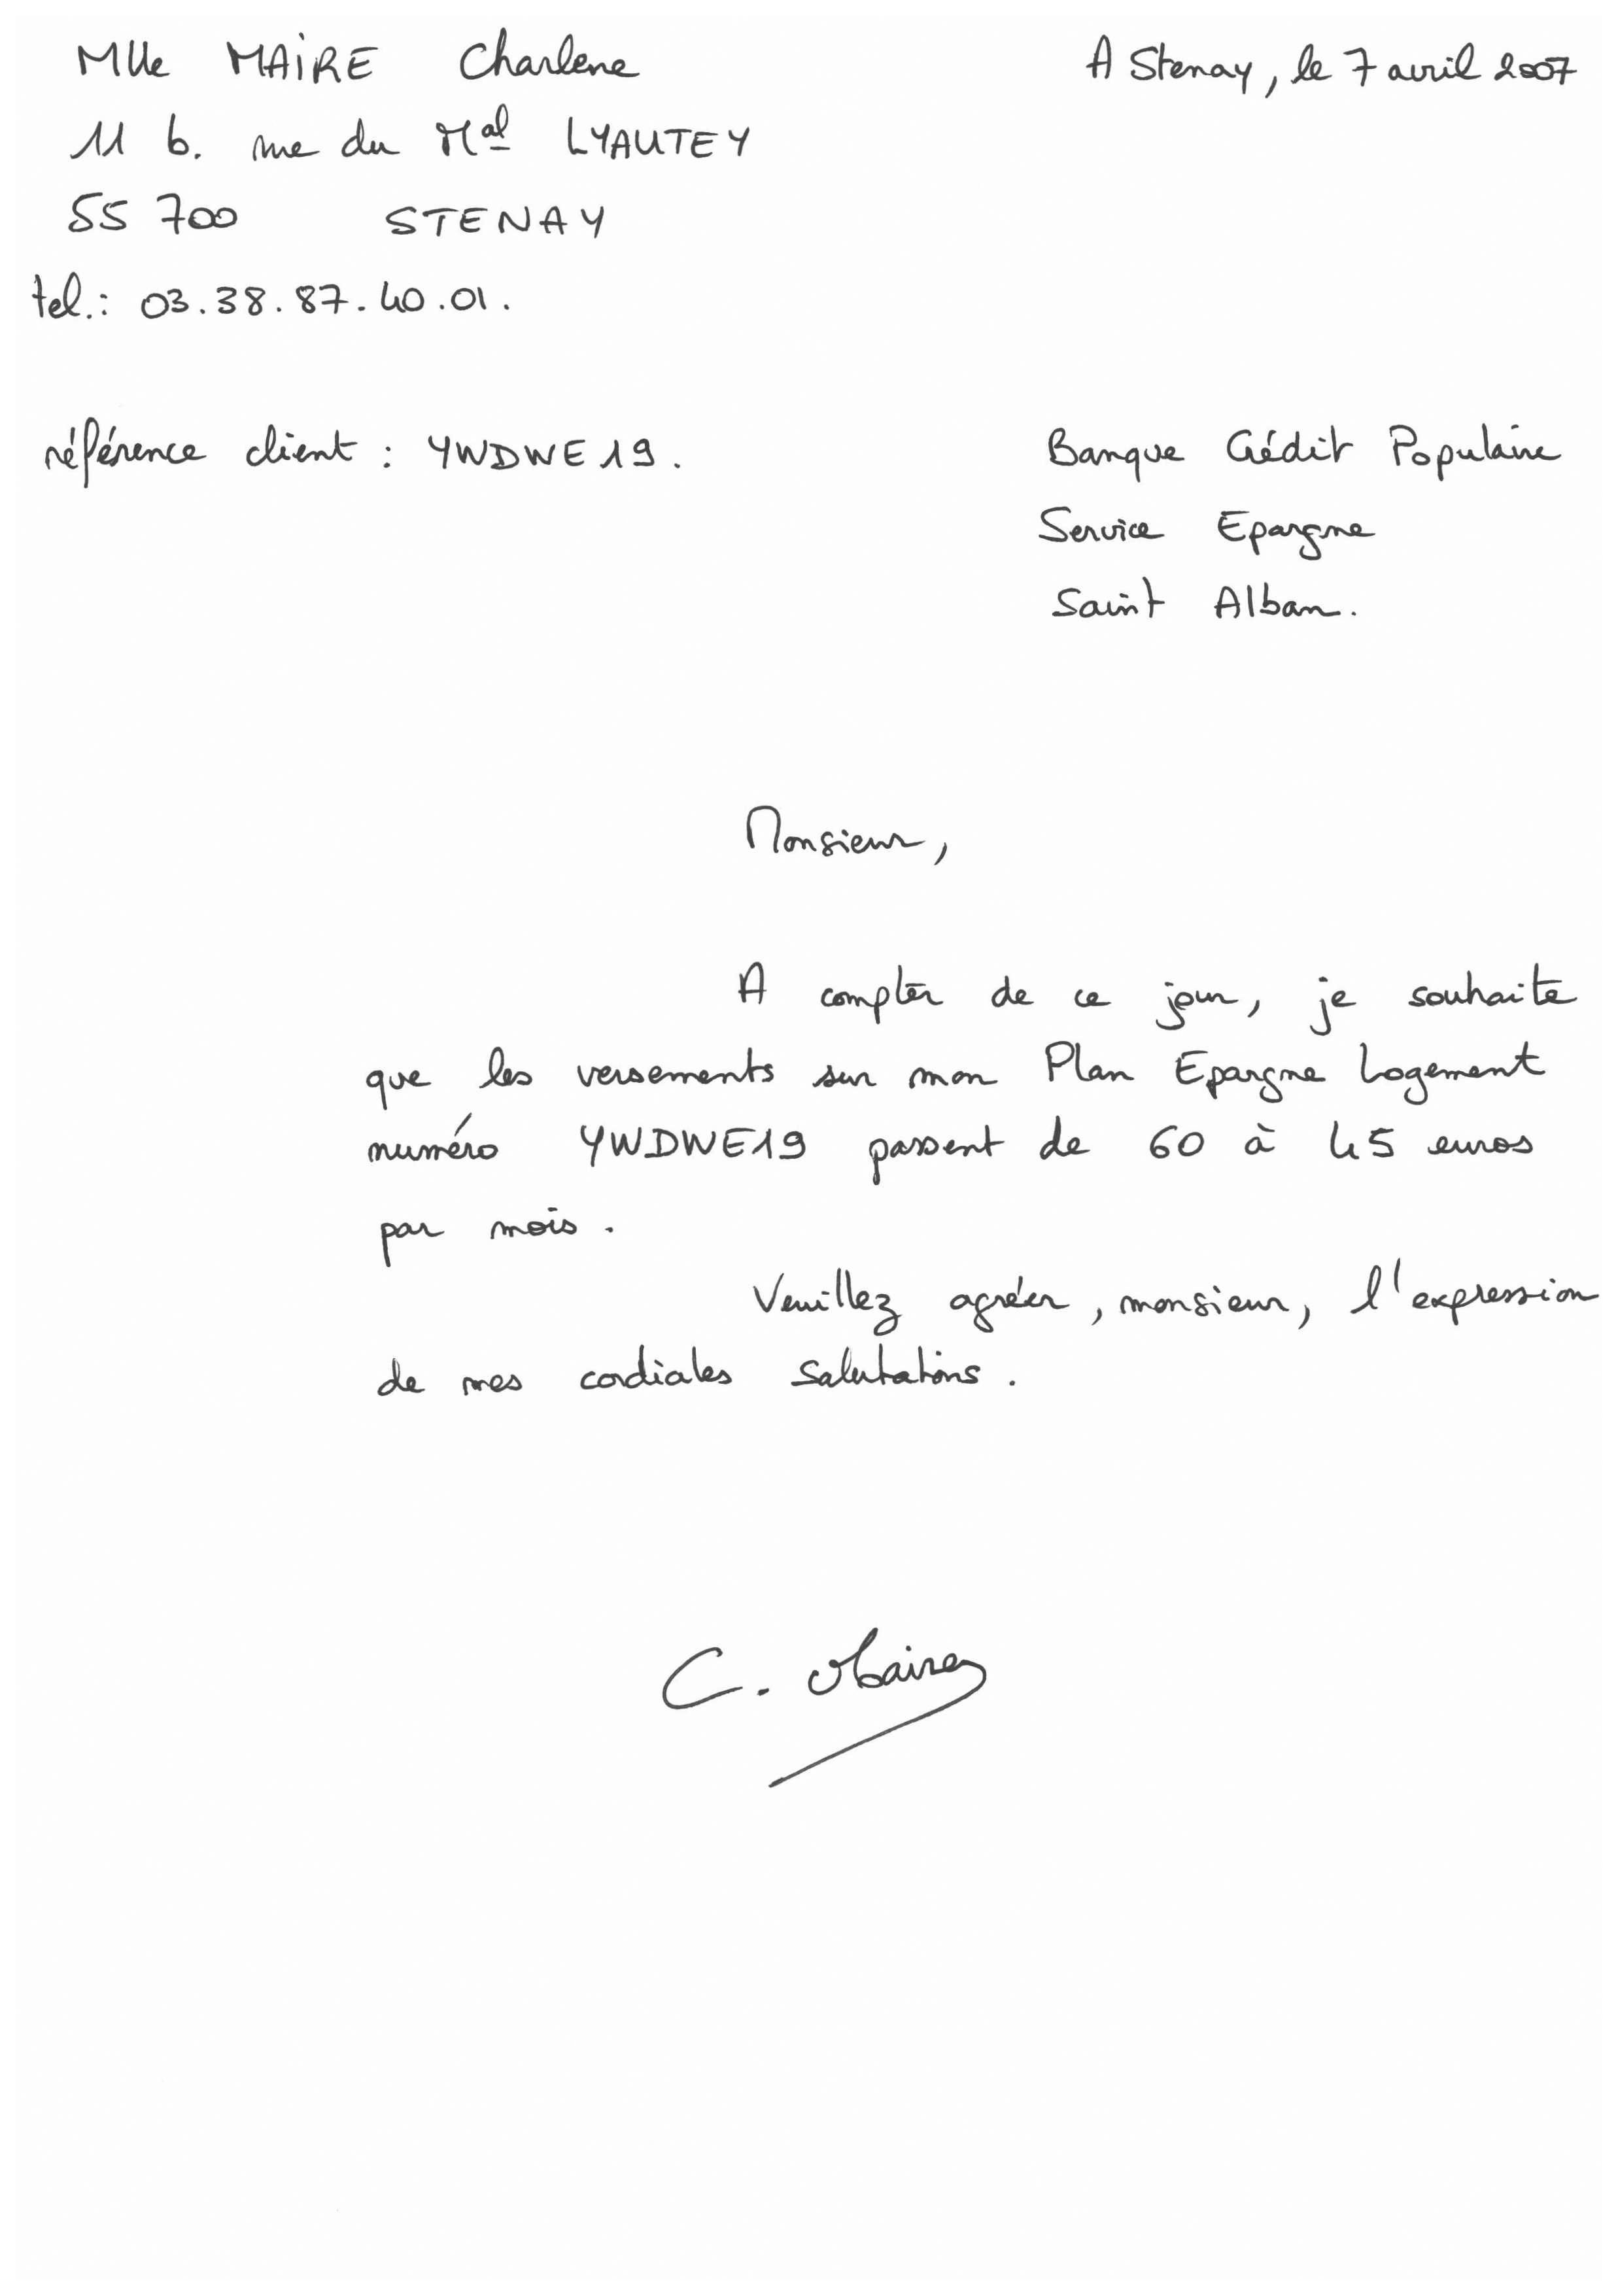 Mlle MAIRE Charlene
A Stenay, le 7 avril 2007
11 b. rue du Mal LYAUTEY
55 700 STENAY
tel.: 03.38.87.40.01.
référence client : YWDWE19.
Banque Crédit Populaire
Service Epargne
Saint Alban.
Monsieur,
A compter de ce jour, je souhaite
que les versements sur mon Plan Epargne Logement
numéro YWDWE19 passent de 60 à 45 euros
par mois.
Veuillez agréer, monsieur, l'expression
de mes cordiales salutations.
C. Maire